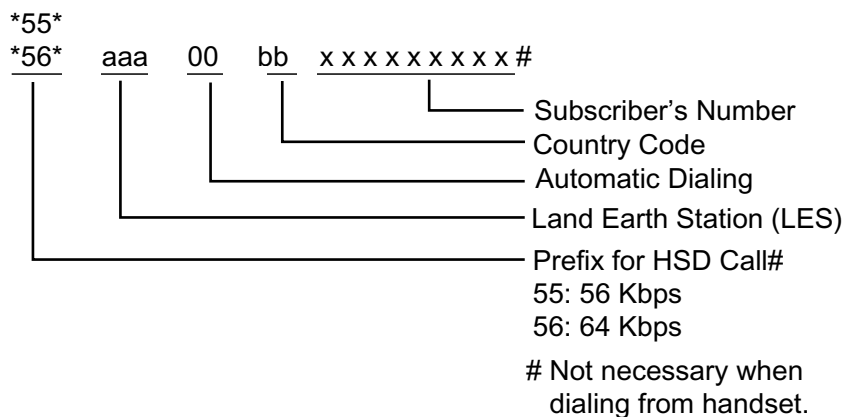 *55*
*56* aaa 00 bb x x x x x x x x x #
Subscriber's Number
Country Code
Automatic Dialing
Land Earth Station (LES)
Prefix for HSD Call#
55: 56 Kbps
56: 64 Kbps
# Not necessary when
dialing from handset.